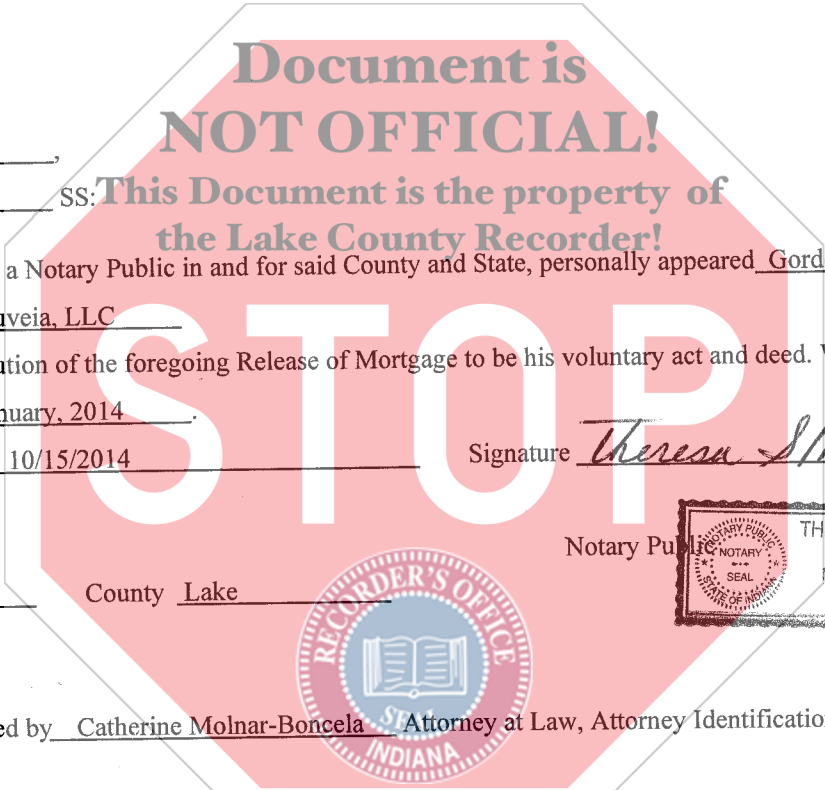 Document is
NOT OFFICIAL!
SS: This Document is the property of
the Lake County Recorder!
a Notary Public in and for said County and State, personally appeared Gord
uveia, LLC
ution of the foregoing Release of Mortgage to be his voluntary act and deed.
nuary, 2014.
10/15/2014 Signature Theresa S
STOP
Notary Public
TH
NOTARY PUBLIC
NOTARY
SEAL
STATE OF INDIANA
County Lake
RECORDER'S OFFICE
SEAL
INDIANA
ed by Catherine Molnar-Boncela Attorney at Law, Attorney Identificatio